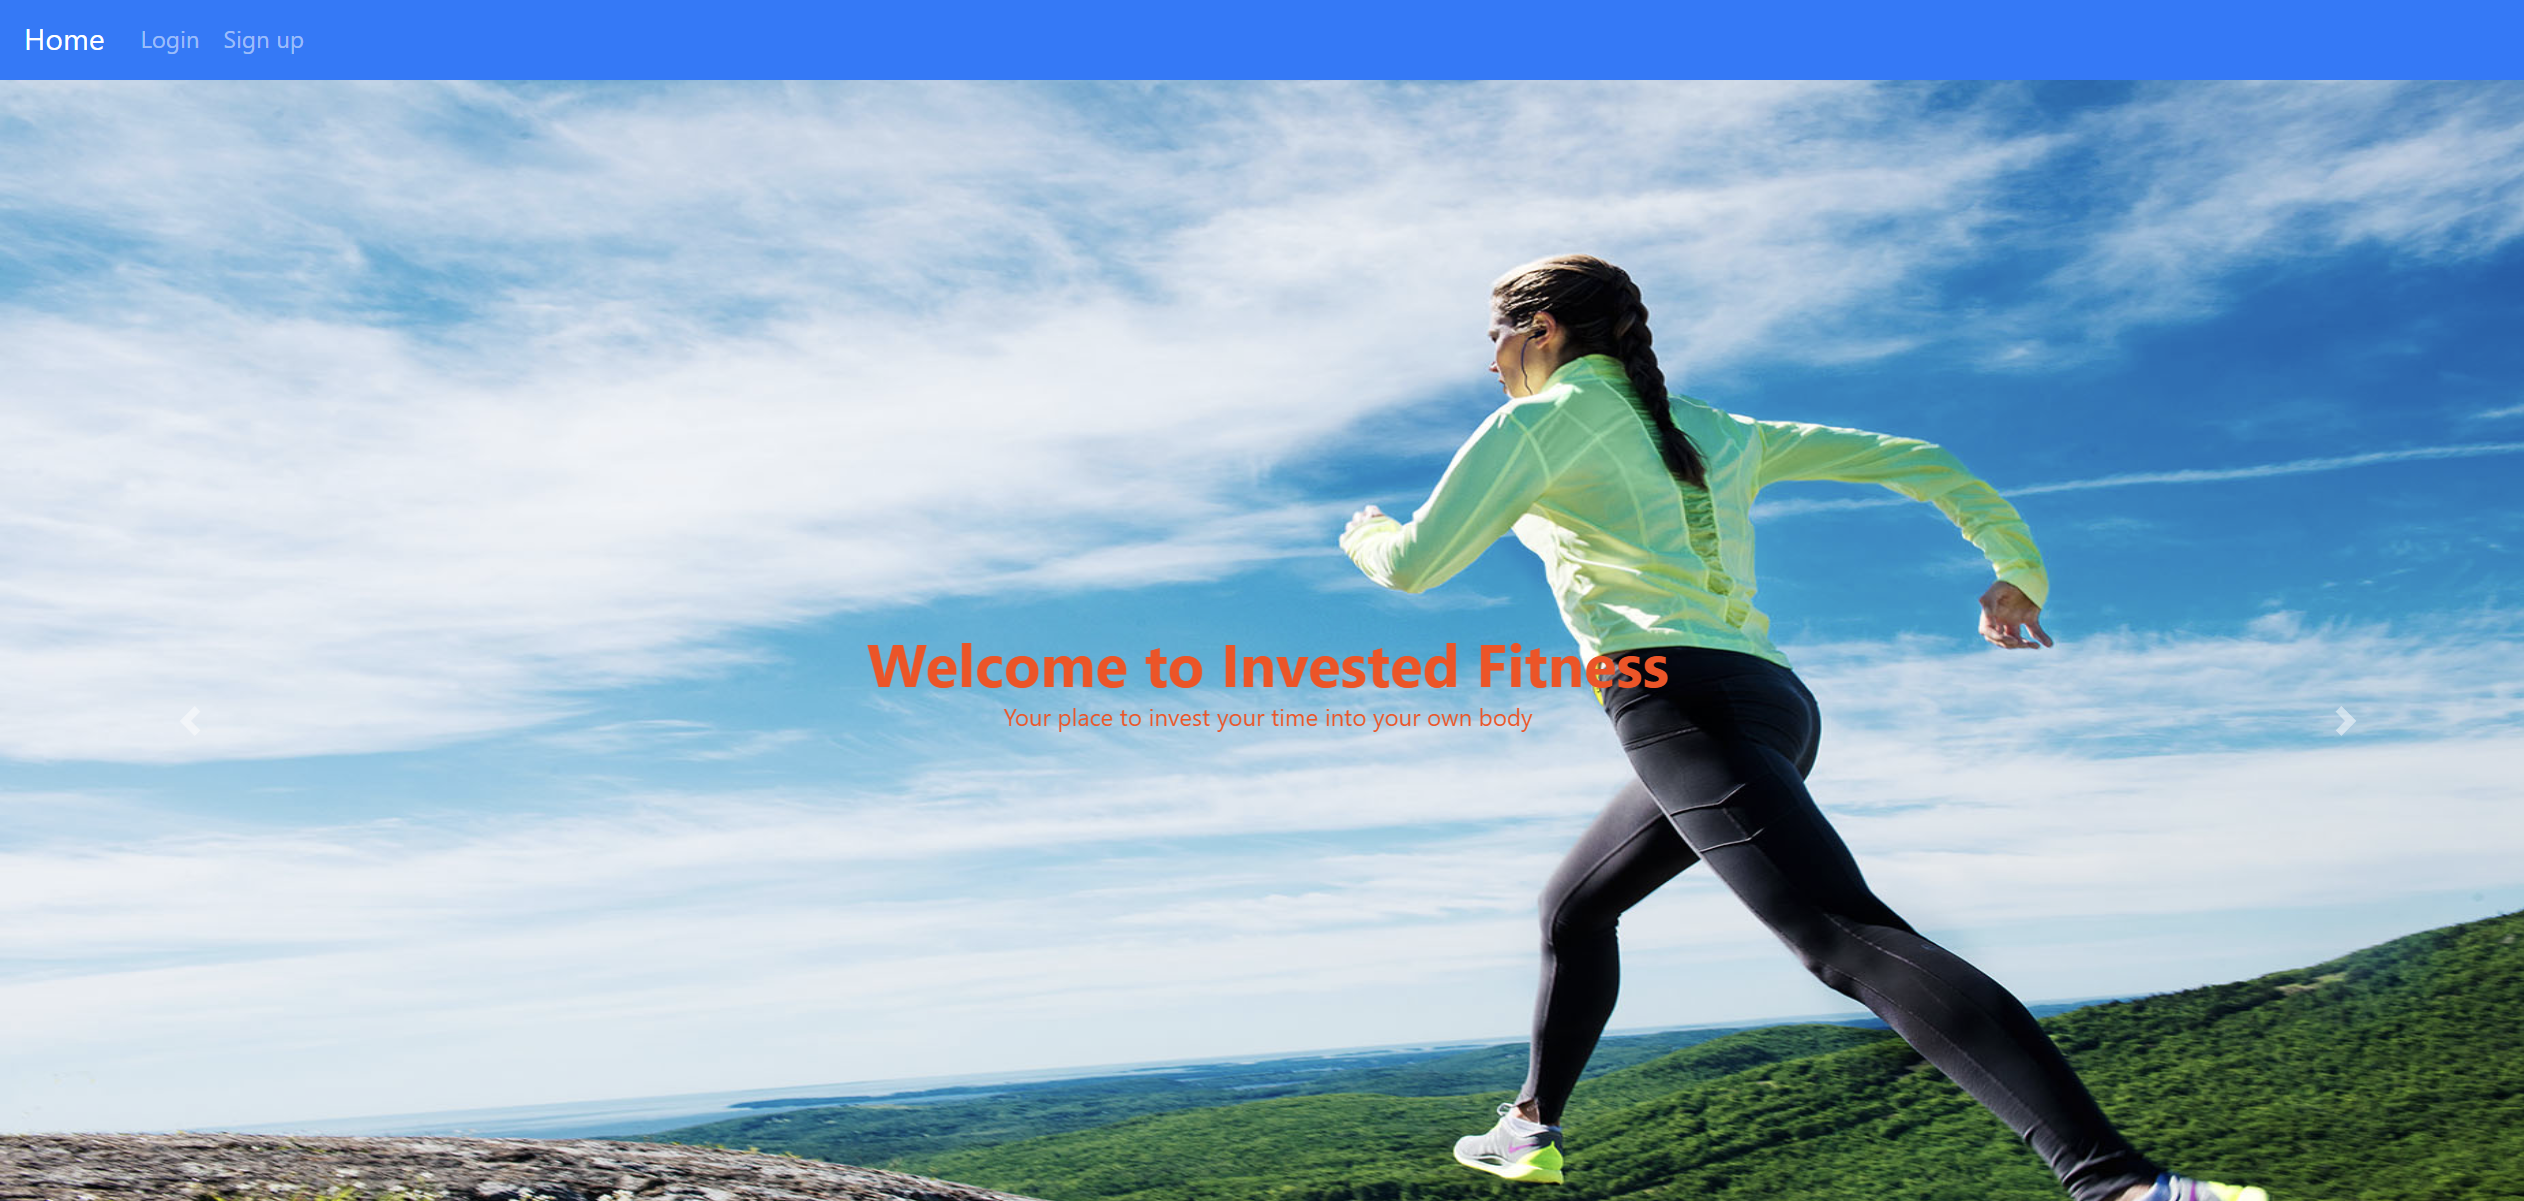 Home Login Sign up
Welcome to Invested Fitness
Your place to invest your time into your own body